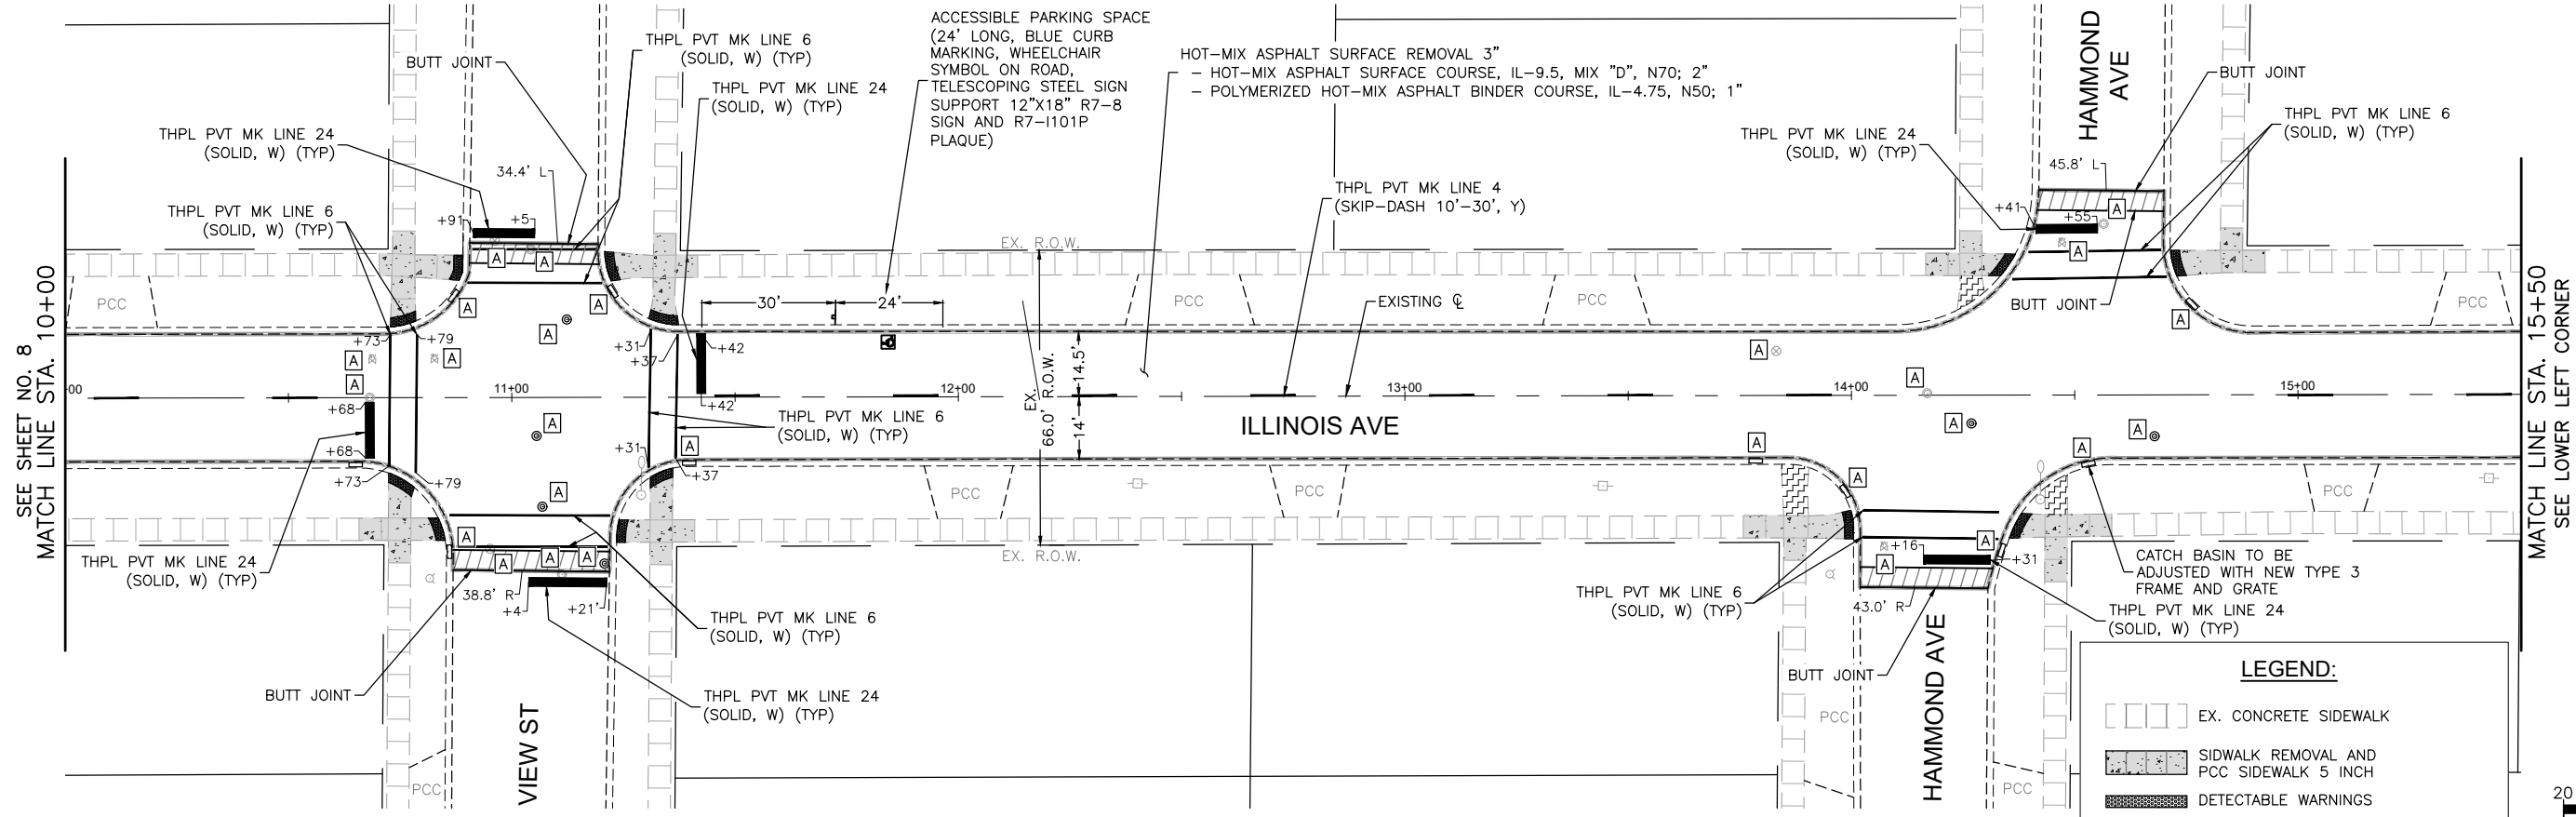 SEE SHEET NO. 8
MATCH LINE STA. 10+00
THPL PVT MK LINE 24
(SOLID, W) (TYP)
THPL PVT MK LINE 6
(SOLID, W) (TYP)
BUTT JOINT
34.4' L
+91
+5
THPL PVT MK LINE 6
(SOLID, W) (TYP)
THPL PVT MK LINE 24
(SOLID, W) (TYP)
ACCESSIBLE PARKING SPACE
(24' LONG, BLUE CURB
MARKING, WHEELCHAIR
SYMBOL ON ROAD,
TELESCOPING STEEL SIGN
SUPPORT 12"X18" R7-8
SIGN AND R7-I101P
PLAQUE)
HOT-MIX ASPHALT SURFACE REMOVAL 3"
- HOT-MIX ASPHALT SURFACE COURSE, IL-9.5, MIX "D", N70; 2"
- POLYMERIZED HOT-MIX ASPHALT BINDER COURSE, IL-4.75, N50; 1"
THPL PVT MK LINE 4
(SKIP-DASH 10'-30', Y)
EXISTING ℄
HAMMOND
AVE
BUTT JOINT
THPL PVT MK LINE 6
(SOLID, W) (TYP)
THPL PVT MK LINE 24
(SOLID, W) (TYP)
45.8' L
+41
+55
A
A
BUTT JOINT
A
A
A
A
A
A
PCC
30'
24'
EX. R.O.W.
PCC
PCC
PCC
+73
+79
A
A
A
+31
+37
+42
+42
14.5'
14'
EX.
66.0' R.O.W.
A
A
00
11+00
12+00
13+00
14+00
15+00
+68
+68
A
ILLINOIS AVE
THPL PVT MK LINE 6
(SOLID, W) (TYP)
A
A
A
A
+73
+79
+31
+37
A
A
PCC
PCC
PCC
A
A
A
A
A
EX. R.O.W.
THPL PVT MK LINE 24
(SOLID, W) (TYP)
38.8' R
+4
+21'
THPL PVT MK LINE 6
(SOLID, W) (TYP)
THPL PVT MK LINE 24
(SOLID, W) (TYP)
BUTT JOINT
VIEW ST
PCC
+16
A
A
+31
THPL PVT MK LINE 6
(SOLID, W) (TYP)
43.0' R
BUTT JOINT
HAMMOND AVE
PCC
PCC
CATCH BASIN TO BE
ADJUSTED WITH NEW TYPE 3
FRAME AND GRATE
THPL PVT MK LINE 24
(SOLID, W) (TYP)
MATCH LINE STA. 15+50
SEE LOWER LEFT CORNER
LEGEND:
EX. CONCRETE SIDEWALK
SIDWALK REMOVAL AND
PCC SIDEWALK 5 INCH
DETECTABLE WARNINGS
20